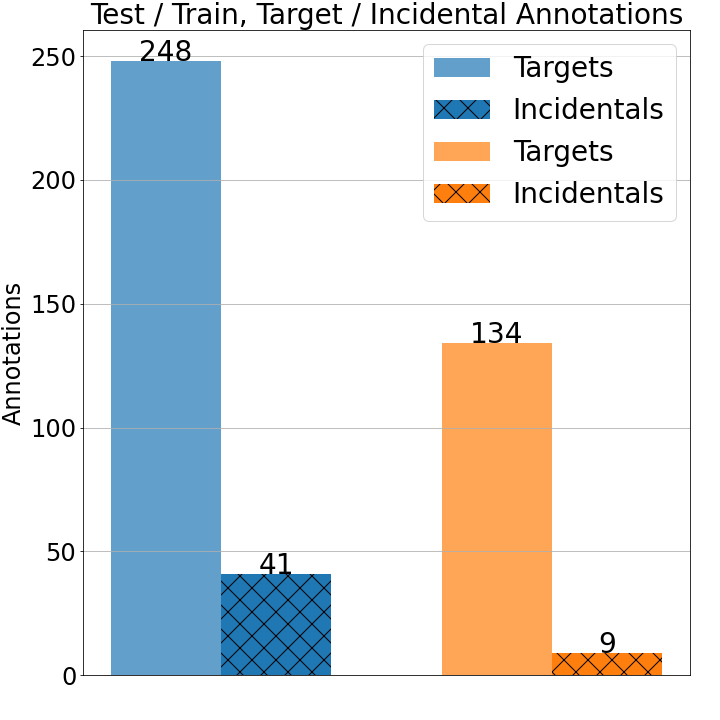 Test / Train, Target / Incidental Annotations
248
250
Targets
Incidentals
200
Targets
Incidentals
150
134
Annotations
100
50
41
9
0